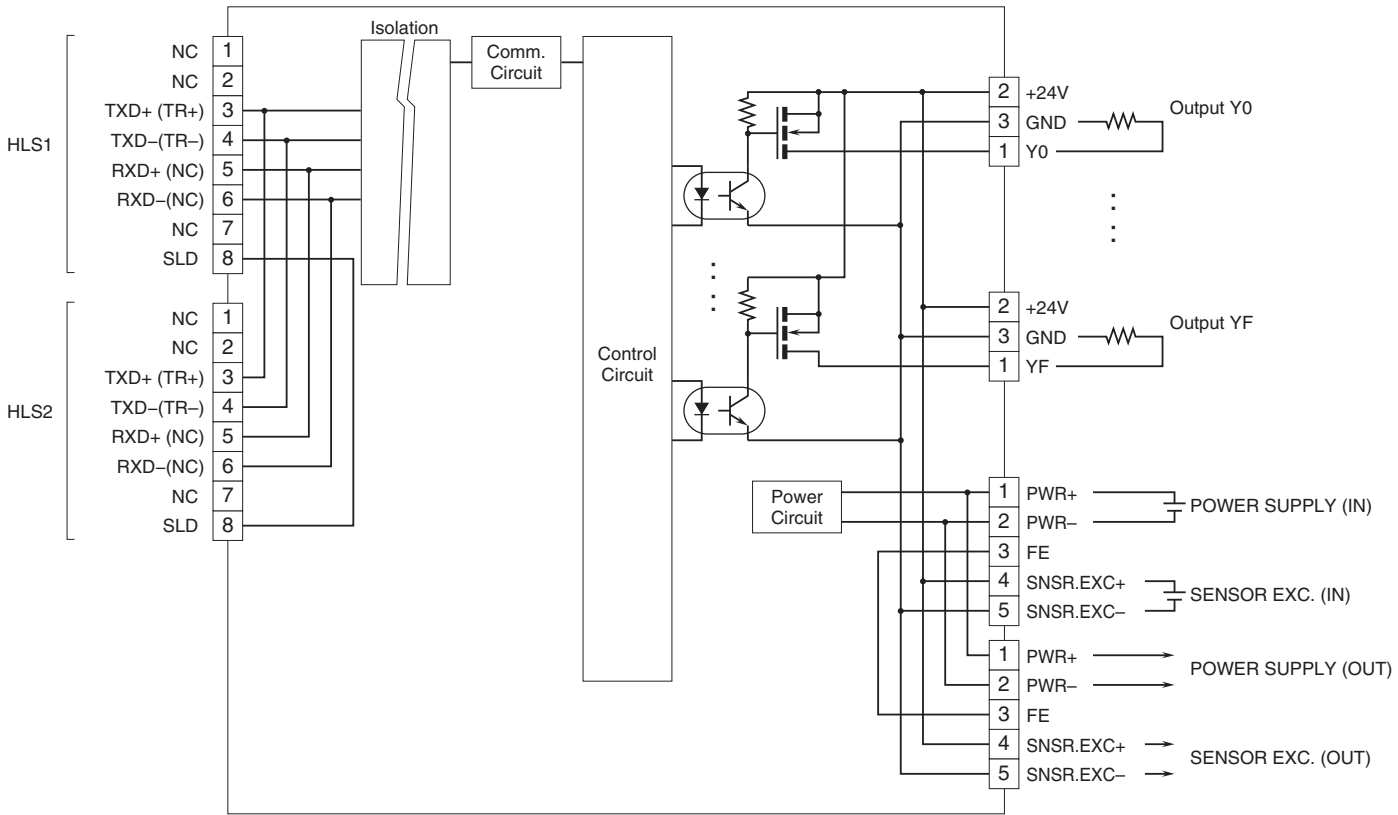 Isolation
Comm.
Circuit
Control
Circuit
Power
Circuit
HLS1
NC 1
NC 2
TXD+ (TR+) 3
TXD−(TR−) 4
RXD+ (NC) 5
RXD−(NC) 6
NC 7
SLD 8
HLS2
NC 1
NC 2
TXD+ (TR+) 3
TXD−(TR−) 4
RXD+ (NC) 5
RXD−(NC) 6
NC 7
SLD 8
2 +24V
3 GND
1 Y0
Output Y0
2 +24V
3 GND
1 YF
Output YF
1 PWR+
2 PWR−
POWER SUPPLY (IN)
3 FE
4 SNSR.EXC+
5 SNSR.EXC−
SENSOR EXC. (IN)
1 PWR+
2 PWR−
POWER SUPPLY (OUT)
3 FE
4 SNSR.EXC+
5 SNSR.EXC−
SENSOR EXC. (OUT)